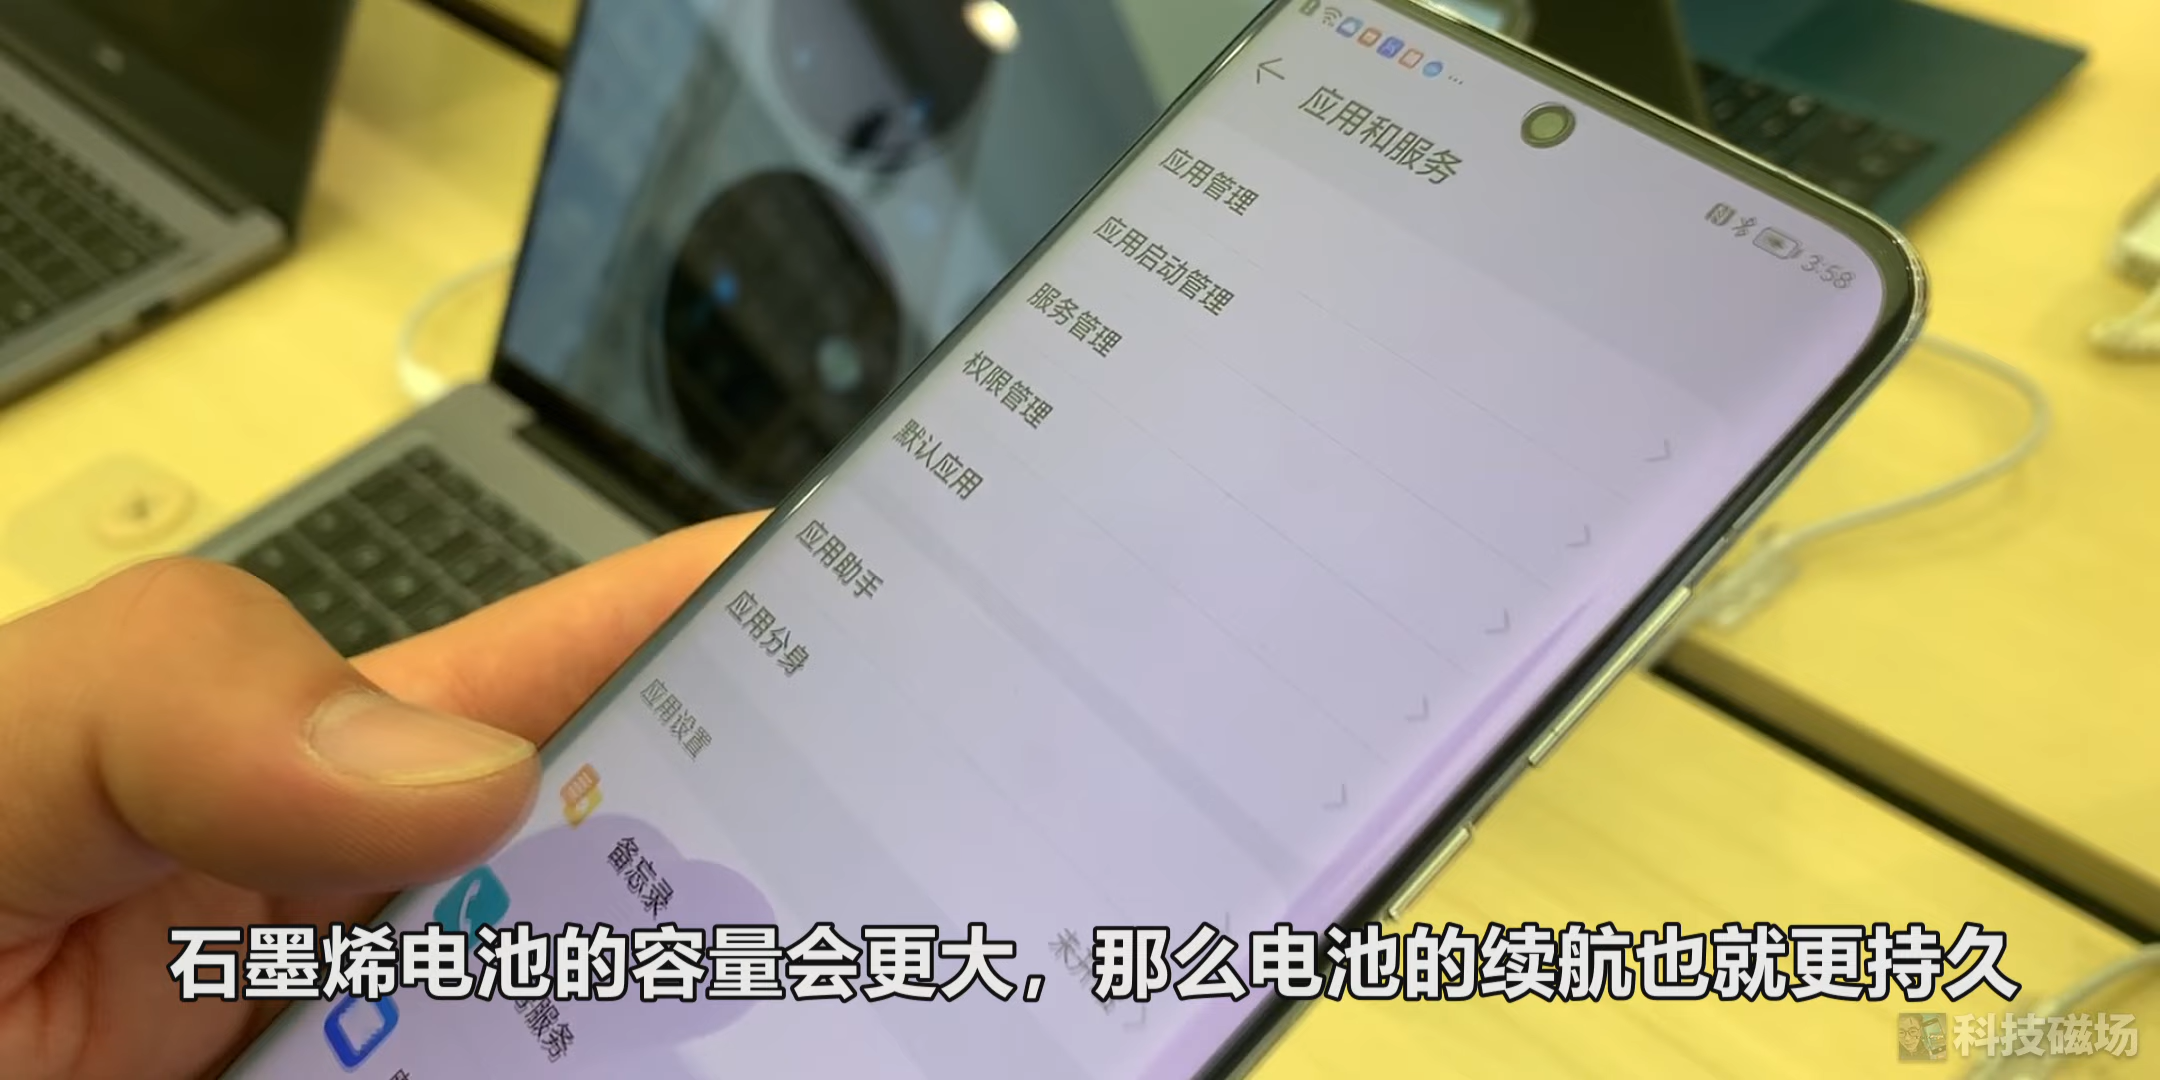 应用和服务
3:58
应用管理
应用启动管理
服务管理
权限管理
默认应用
应用助手
应用分身
应用设置
备忘录
石墨烯电池的容量会更大，那么电池的续航也就更持久
服务
科技磁场